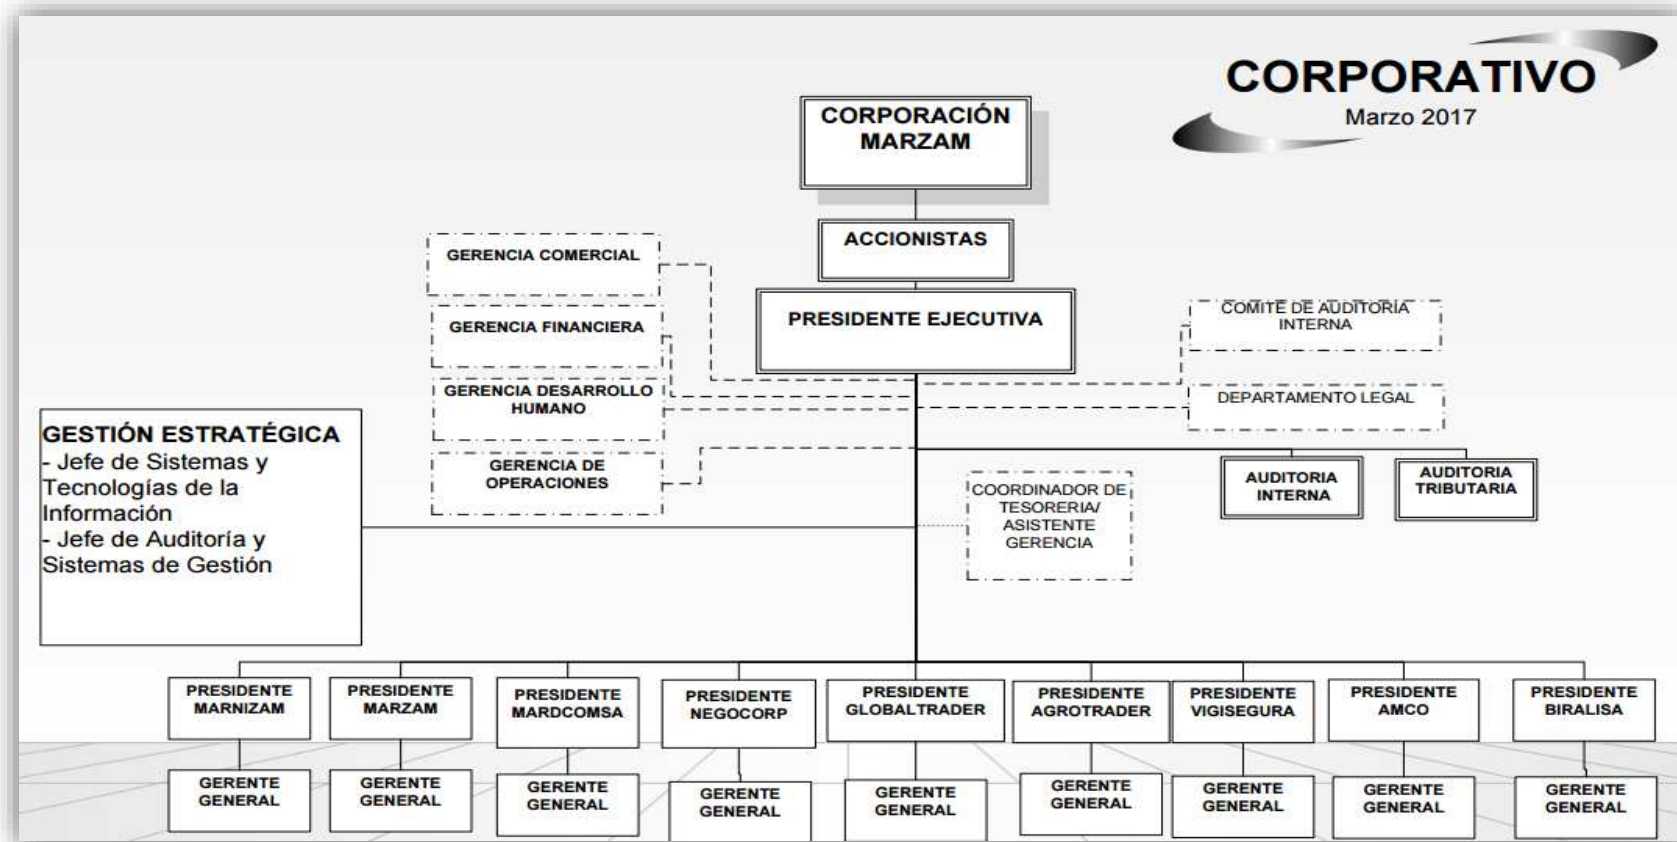 CORPORATIVO
Marzo 2017
CORPORACIÓN
MARZAM
ACCIONISTAS
PRESIDENTE EJECUTIVA
GERENCIA COMERCIAL
GERENCIA FINANCIERA
GERENCIA DESARROLLO
HUMANO
GERENCIA DE
OPERACIONES
COMITE DE AUDITORÍA
INTERNA
DEPARTAMENTO LEGAL
AUDITORIA
INTERNA
AUDITORIA
TRIBUTARIA
COORDINADOR DE
TESORERIA/
ASISTENTE
GERENCIA
GESTIÓN ESTRATÉGICA
- Jefe de Sistemas y
Tecnologías de la
Información
- Jefe de Auditoría y
Sistemas de Gestión
PRESIDENTE
MARNIZAM
PRESIDENTE
MARZAM
PRESIDENTE
MARDCOMSA
PRESIDENTE
NEGOCORP
PRESIDENTE
GLOBALTRADER
PRESIDENTE
AGROTRADER
PRESIDENTE
VIGISEGURA
PRESIDENTE
AMCO
PRESIDENTE
BIRALISA
GERENTE
GENERAL
GERENTE
GENERAL
GERENTE
GENERAL
GERENTE
GENERAL
GERENTE
GENERAL
GERENTE
GENERAL
GERENTE
GENERAL
GERENTE
GENERAL
GERENTE
GENERAL